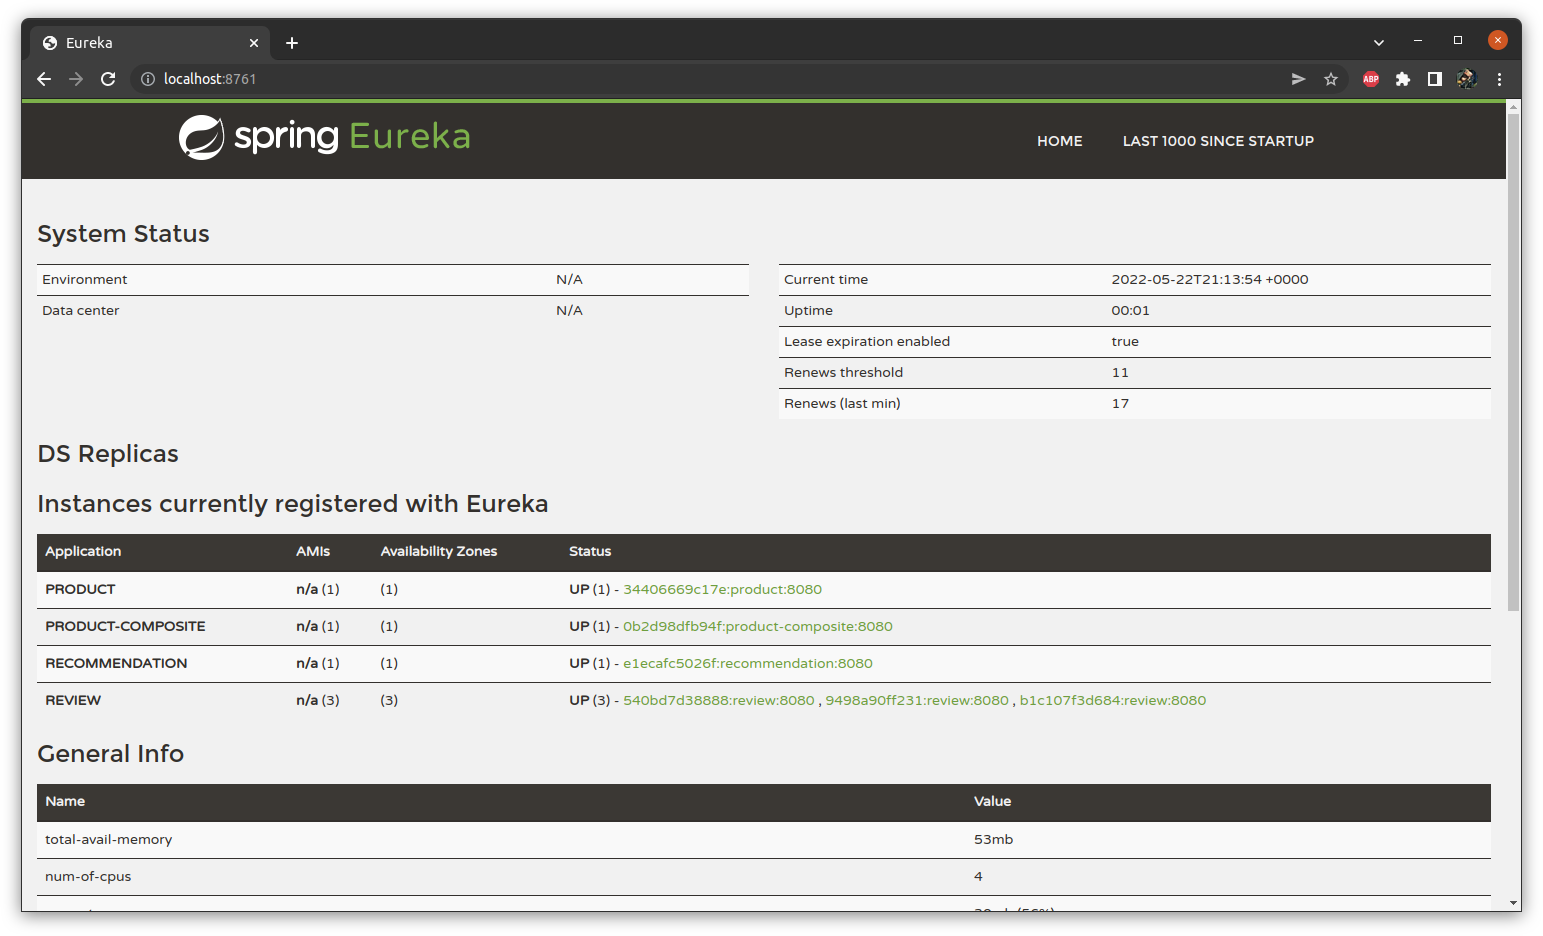 Eureka
localhost:8761
ABP
spring Eureka
HOME LAST 1000 SINCE STARTUP
System Status
Environment N/A
Data center N/A
Current time 2022-05-22T21:13:54 +0000
Uptime 00:01
Lease expiration enabled true
Renews threshold 11
Renews (last min) 17
DS Replicas
Instances currently registered with Eureka
Application AMIs Availability Zones Status
PRODUCT n/a (1) (1) UP (1) - 34406669c17e:product:8080
PRODUCT-COMPOSITE n/a (1) (1) UP (1) - 0b2d98dfb94f:product-composite:8080
RECOMMENDATION n/a (1) (1) UP (1) - e1ecafc5026f:recommendation:8080
REVIEW n/a (3) (3) UP (3) - 540bd7d38888:review:8080 , 9498a90ff231:review:8080 , b1c107f3d684:review:8080
General Info
Name Value
total-avail-memory 53mb
num-of-cpus 4